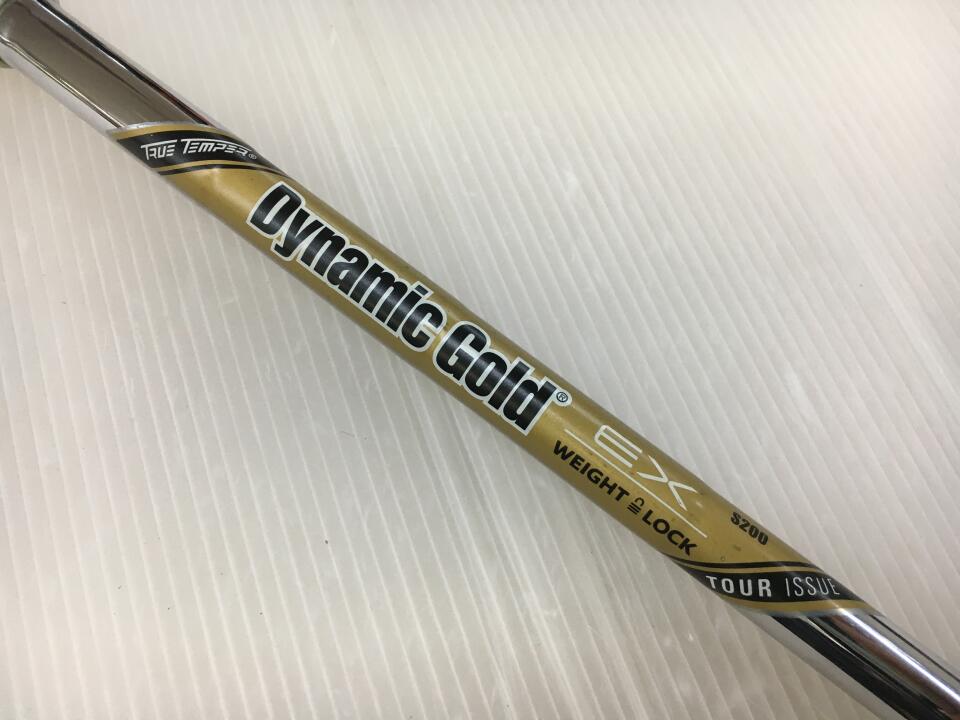 TRUE TEMPER®
Dynamic Gold®
EX
WEIGHT LOCK
S200
TOUR ISSUE